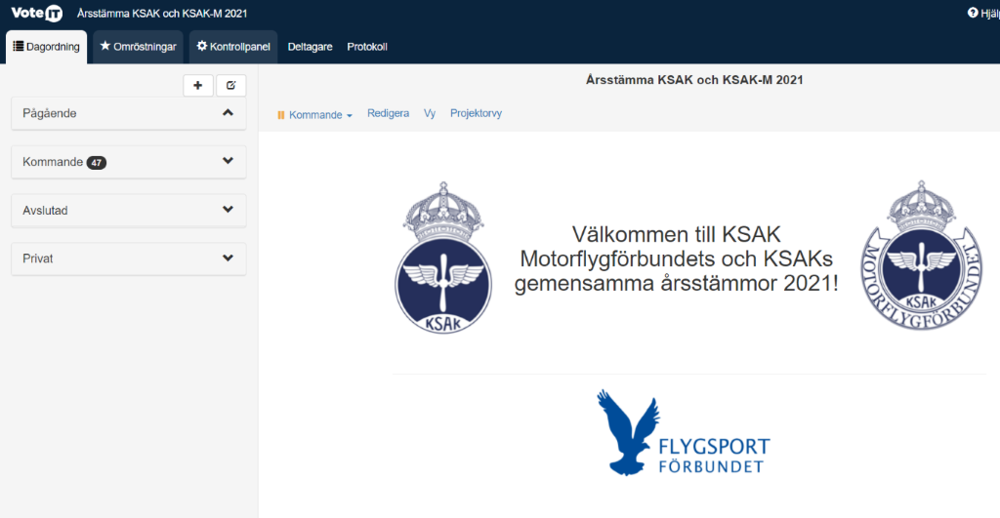 VoteIT Årsstämma KSAK och KSAK-M 2021 Hjälp
Dagordning Omröstningar Kontrollpanel Deltagare Protokoll
Årsstämma KSAK och KSAK-M 2021
Pågående
Kommande Redigera Vy Projektorvy
Kommande 47
Avslutad
Privat
KSAK
Välkommen till KSAK
Motorflygförbundets och KSAKs
gemensamma årsstämmor 2021!
KSAK
MOTORFLYGFÖRBUNDET
FLYGSPORT
FÖRBUNDET